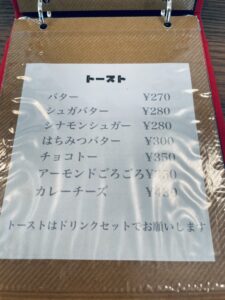 トースト
バター ¥270
シュガバター ¥280
シナモンシュガー ¥280
はちみつバター ¥300
チョコトー ¥350
アーモンドごろごろ
カレーチーズ
トーストはドリンクセットでお願いします